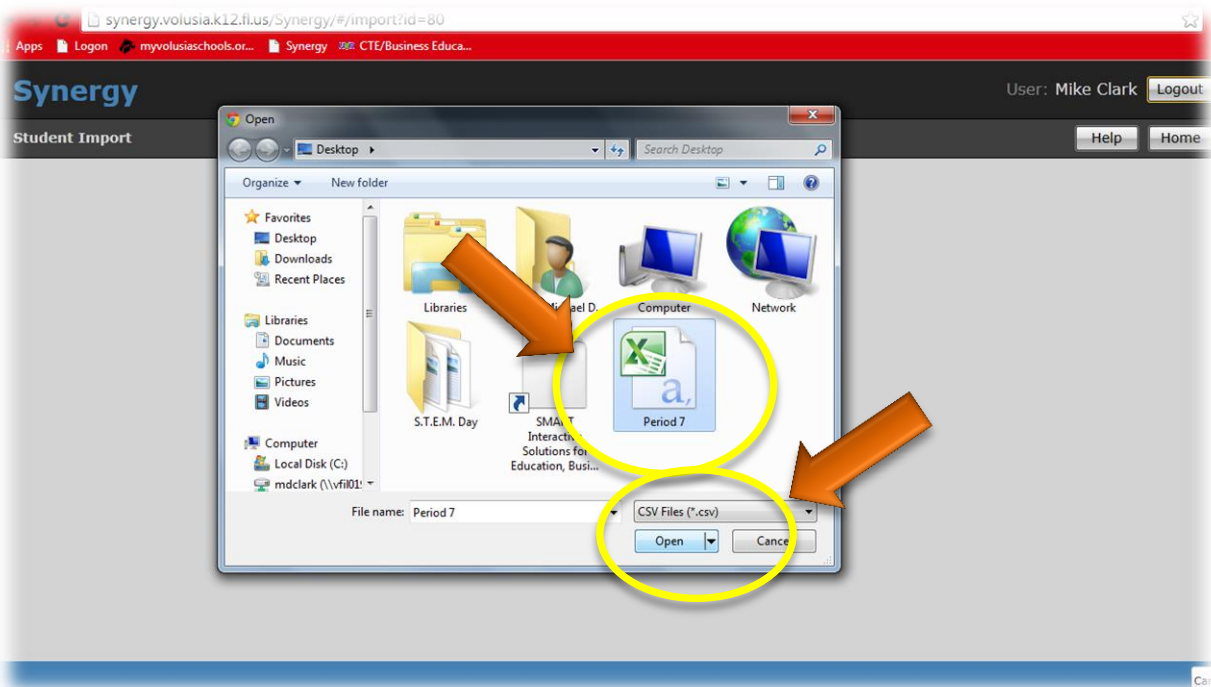 synergy.volusia.k12.fl.us/Synergy/#/import?id=80
Apps Logon myvolusiaschools.or... Synergy CTE/Business Educa...
Synergy User: Mike Clark Logout
Student Import Help Home
Open
Desktop Search Desktop
Organize New folder
Favorites
Desktop
Downloads
Recent Places
Libraries
Documents
Music
Pictures
Videos
Computer
Local Disk (C:)
mdclark (\\vfil01
Libraries
D.
Computer
Network
S.T.E.M. Day
SMART
Solutions for
Education, Busi...
a,
Period 7
File name: Period 7 CSV Files (*.csv)
Open